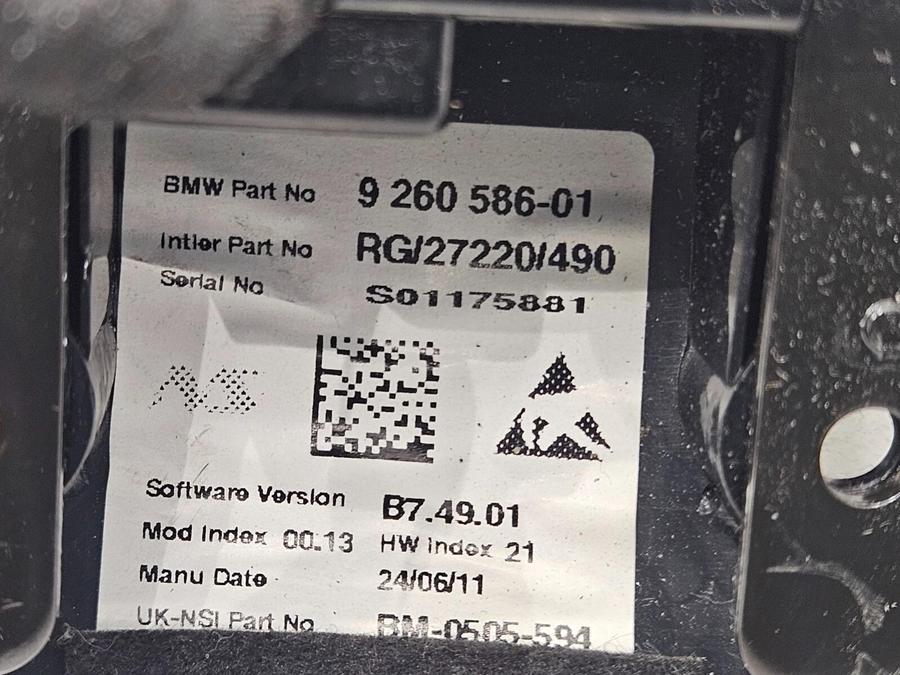 BMW Part No 9 260 586-01
Intier Part No RG/27220/490
Serial No S01175881
Software Version B7.49.01
Mod Index 00.13 HW Index 21
Manu Date 24/06/11
UK-NSI Part No BM-0505-594